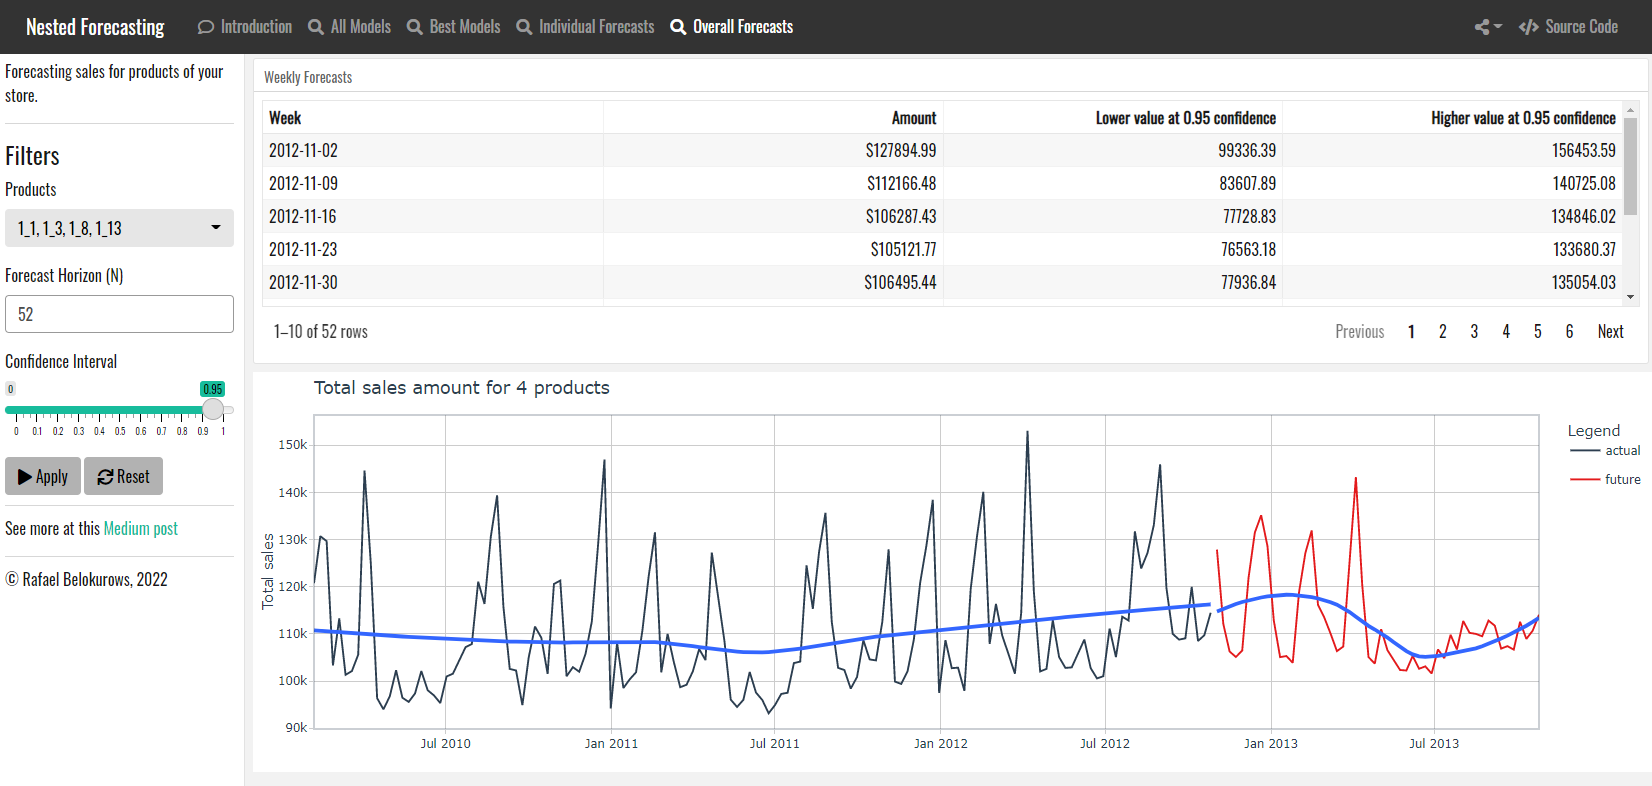 Nested Forecasting Introduction All Models Best Models Individual Forecasts Overall Forecasts Source Code
Forecasting sales for products of your
store.
Filters
Products
1_1, 1_3, 1_8, 1_13
Forecast Horizon (N)
52
Confidence Interval
0 0.95
0 0.1 0.2 0.3 0.4 0.5 0.6 0.7 0.8 0.9 1
Apply Reset
See more at this Medium post
© Rafael Belokurows, 2022
Weekly Forecasts
Week Amount Lower value at 0.95 confidence Higher value at 0.95 confidence
2012-11-02 $127894.99 99336.39 156453.59
2012-11-09 $112166.48 83607.89 140725.08
2012-11-16 $106287.43 77728.83 134846.02
2012-11-23 $105121.77 76563.18 133680.37
2012-11-30 $106495.44 77936.84 135054.03
1–10 of 52 rows Previous 1 2 3 4 5 6 Next
Total sales amount for 4 products
Total sales
150k
140k
130k
120k
110k
100k
90k
Jul 2010 Jan 2011 Jul 2011 Jan 2012 Jul 2012 Jan 2013 Jul 2013
Legend
actual
future